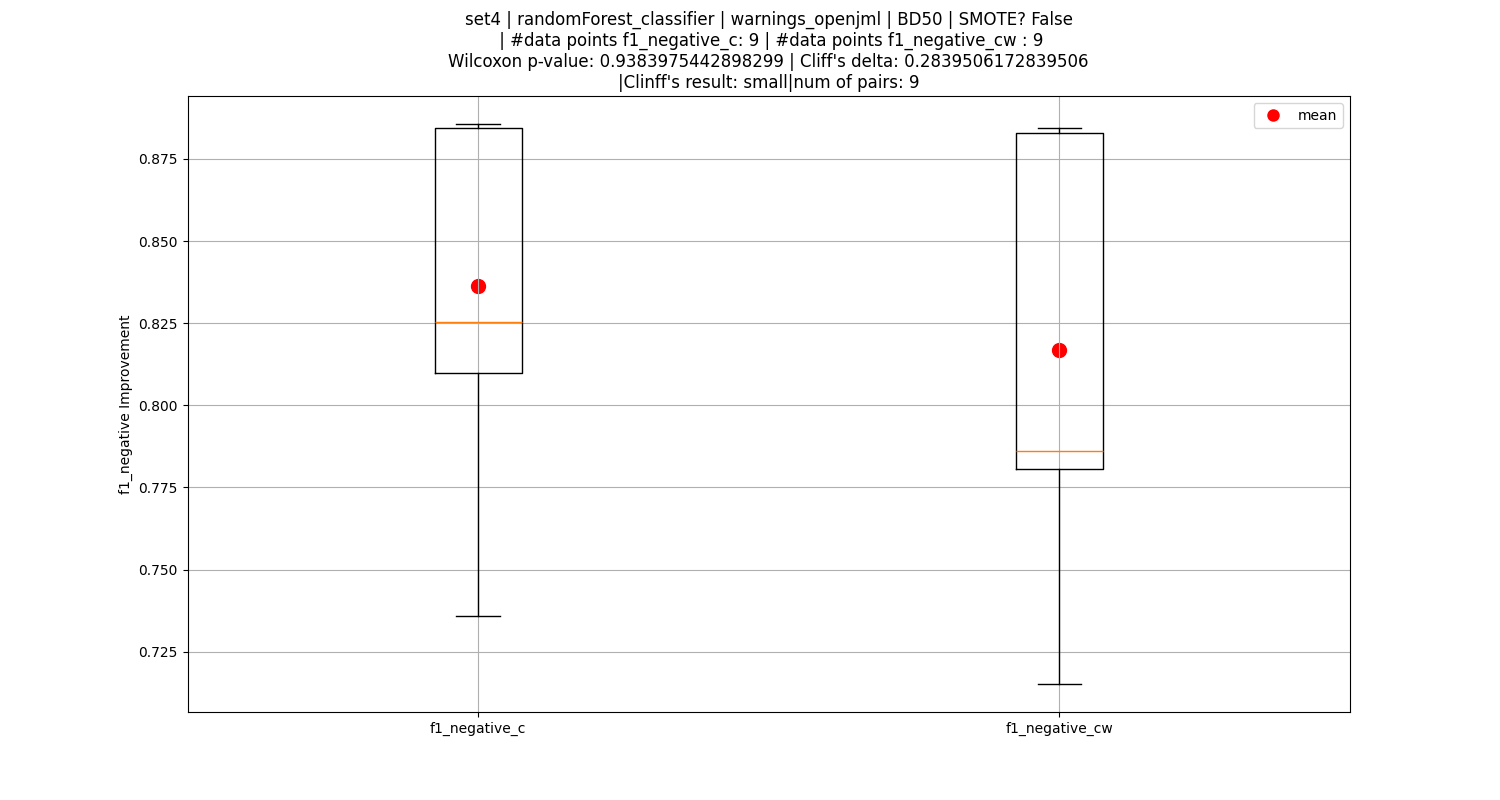 set4 | randomForest_classifier | warnings_openjml | BD50 | SMOTE? False
| #data points f1_negative_c: 9 | #data points f1_negative_cw : 9
Wilcoxon p-value: 0.9383975442898299 | Cliff's delta: 0.2839506172839506
|Clinff's result: small|num of pairs: 9
mean
0.875
0.850
0.825
0.800
0.775
0.750
0.725
f1_negative Improvement
f1_negative_c
f1_negative_cw